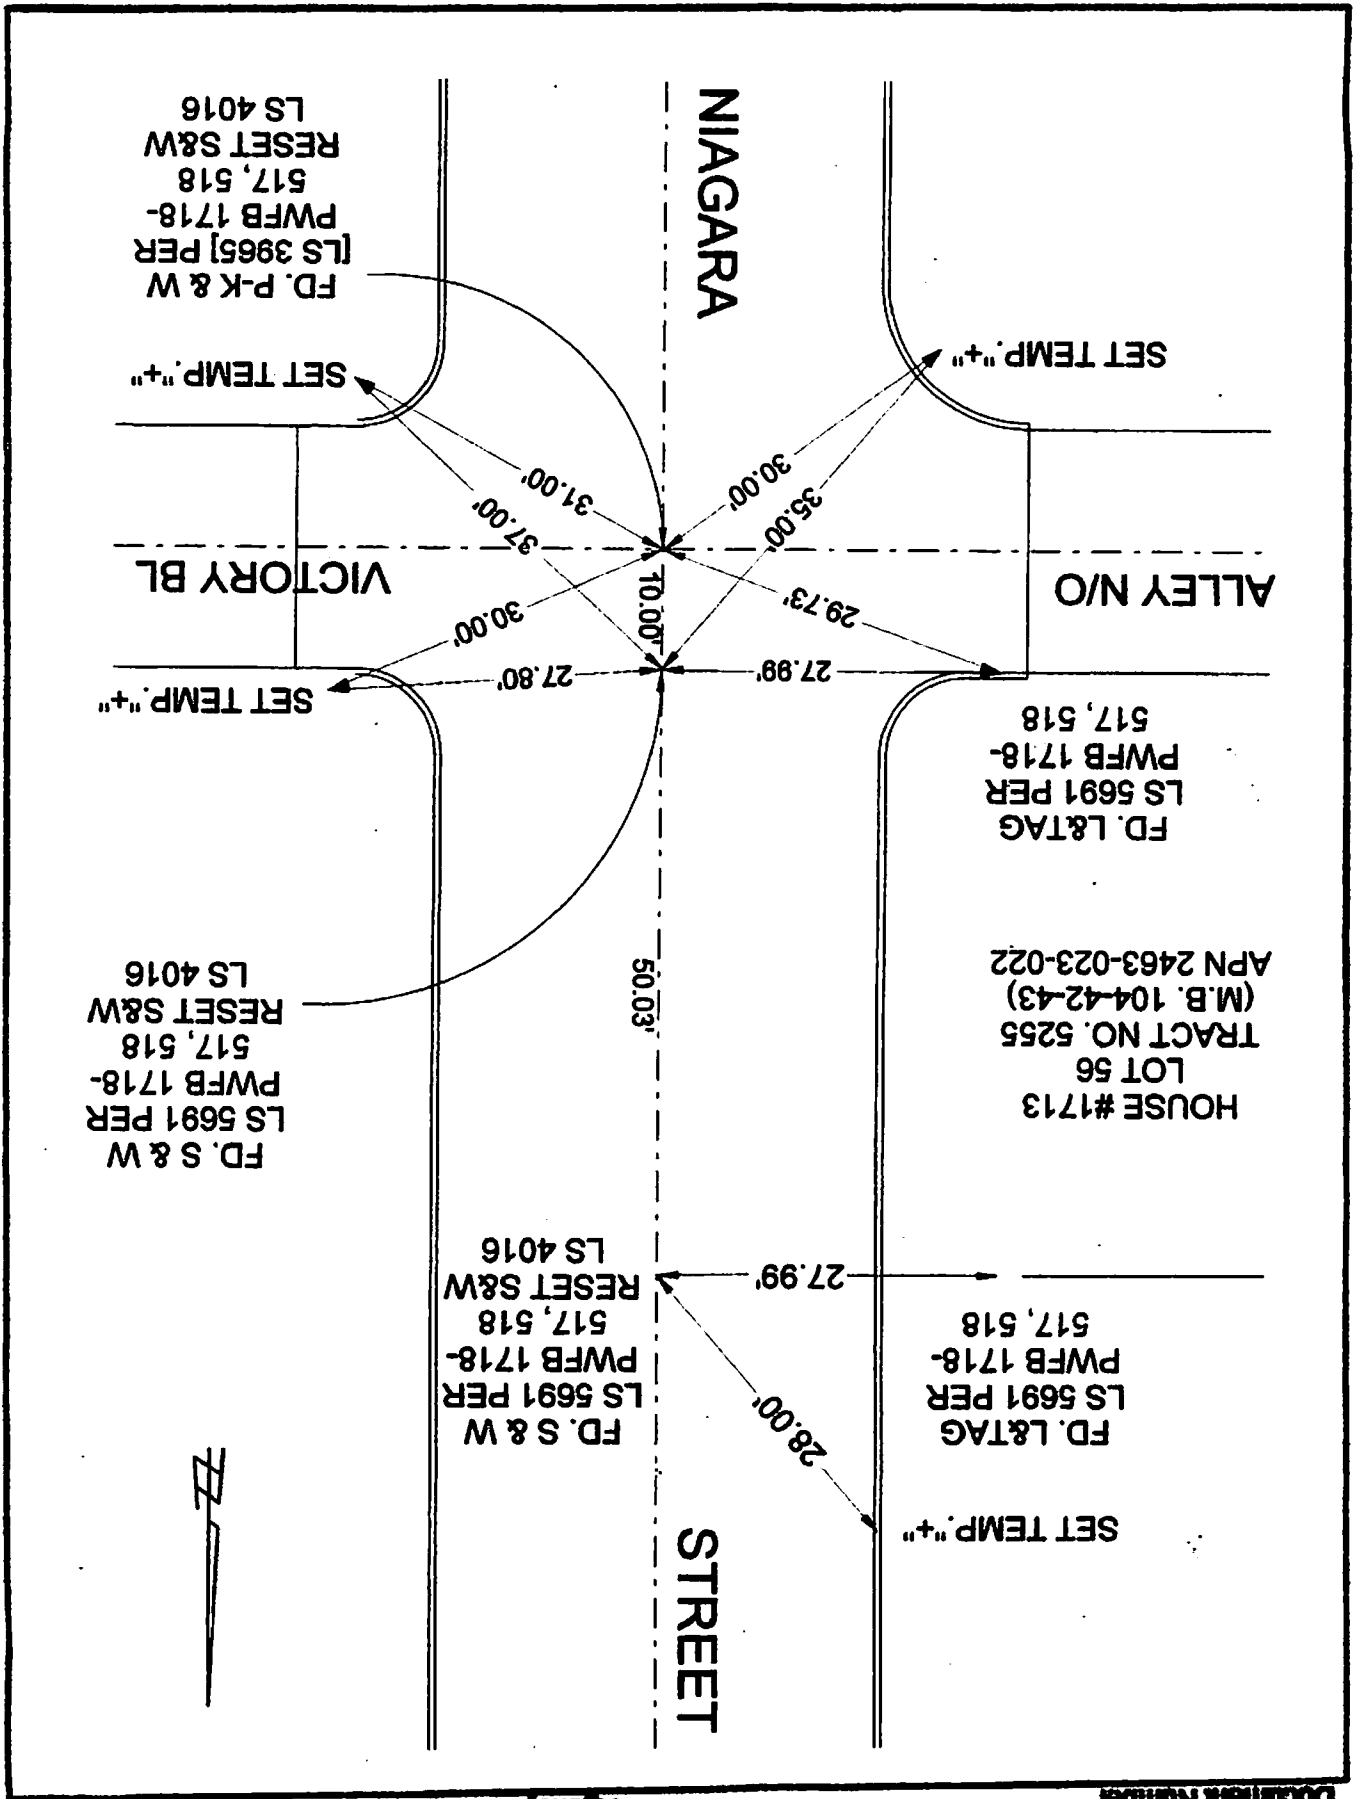 Document Number
STREET
SET TEMP."+"
28.00'
FD. L&TAG
LS 5691 PER
PWFB 1718-
517, 518
FD. S & W
LS 5691 PER
PWFB 1718-
517, 518
RESET S&W
LS 4016
27.99'
HOUSE #1713
LOT 56
TRACT NO. 5255
(M.B. 104-42-43)
APN 2463-023-022
50.03'
FD. S & W
LS 5691 PER
PWFB 1718-
517, 518
RESET S&W
LS 4016
FD. L&TAG
LS 5691 PER
PWFB 1718-
517, 518
27.99'
27.80'
SET TEMP."+"
29.73'
10.00'
30.00'
ALLEY N/O
VICTORY BL
35.00'
37.00'
30.00'
31.00'
SET TEMP."+"
SET TEMP."+"
NIAGARA
FD. P-K & W
[LS 3965] PER
PWFB 1718-
517, 518
RESET S&W
LS 4016